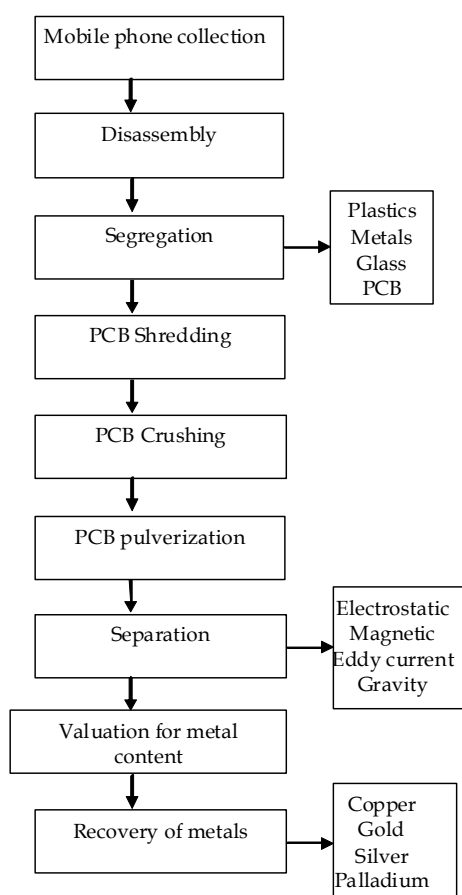 Mobile phone collection
Disassembly
Segregation
Plastics
Metals
Glass
PCB
PCB Shredding
PCB Crushing
PCB pulverization
Separation
Electrostatic
Magnetic
Eddy current
Gravity
Valuation for metal
content
Recovery of metals
Copper
Gold
Silver
Palladium